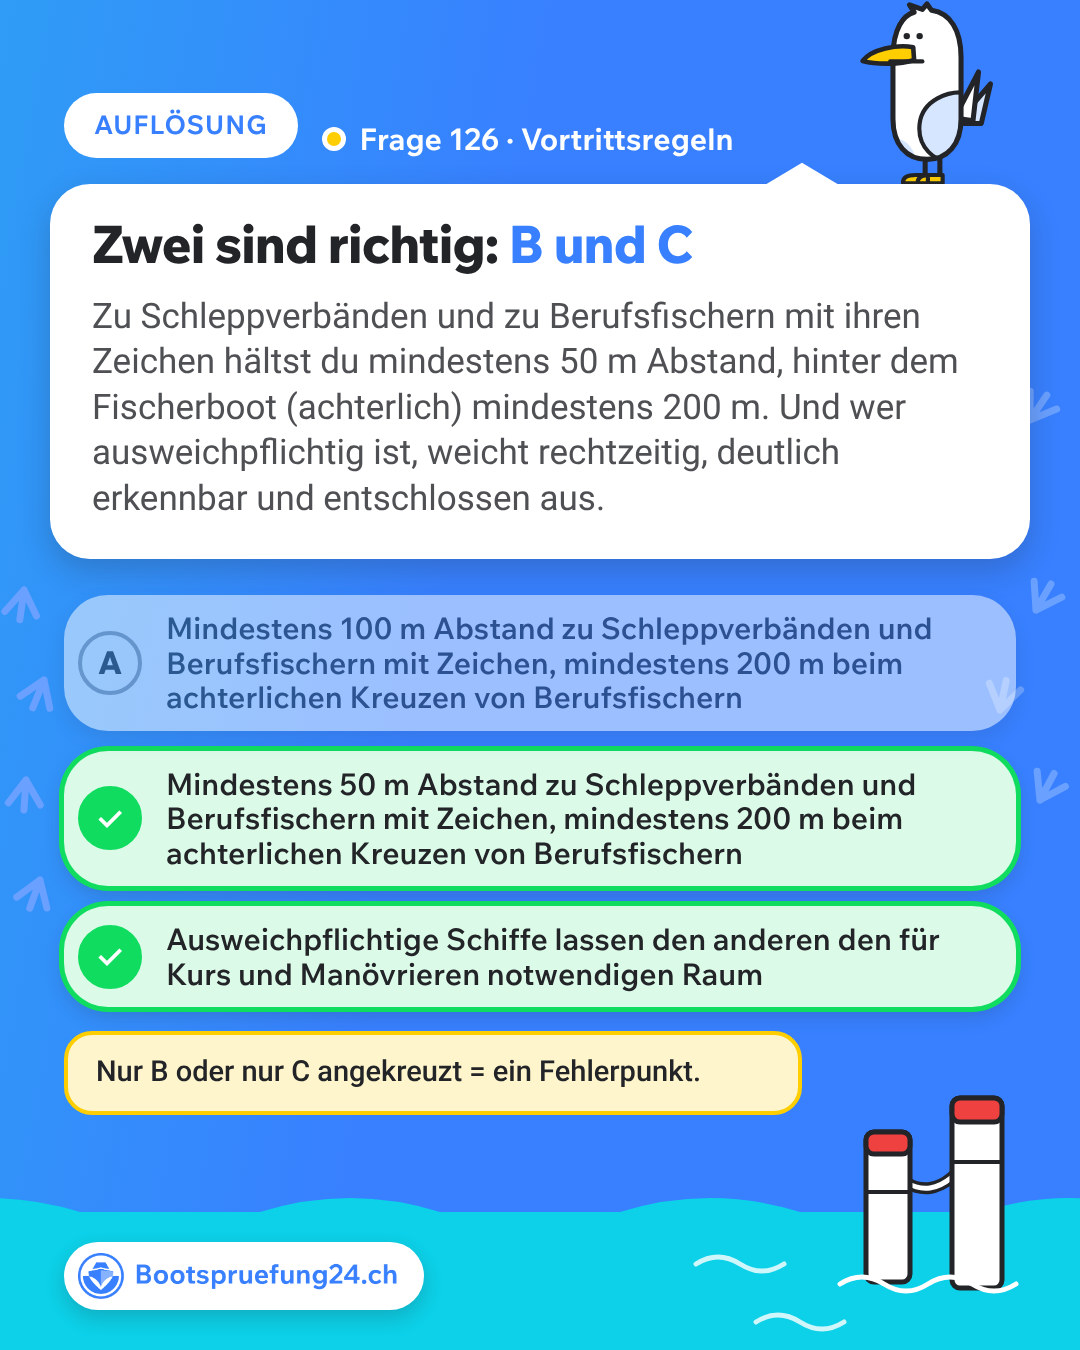 AUFLÖSUNG
Frage 126 · Vortrittsregeln
Zwei sind richtig: B und C
Zu Schleppverbänden und zu Berufsfischern mit ihren
Zeichen hältst du mindestens 50 m Abstand, hinter dem
Fischerboot (achterlich) mindestens 200 m. Und wer
ausweichpflichtig ist, weicht rechtzeitig, deutlich
erkennbar und entschlossen aus.
A
Mindestens 100 m Abstand zu Schleppverbänden und
Berufsfischern mit Zeichen, mindestens 200 m beim
achterlichen Kreuzen von Berufsfischern
Mindestens 50 m Abstand zu Schleppverbänden und
Berufsfischern mit Zeichen, mindestens 200 m beim
achterlichen Kreuzen von Berufsfischern
Ausweichpflichtige Schiffe lassen den anderen den für
Kurs und Manövrieren notwendigen Raum
Nur B oder nur C angekreuzt = ein Fehlerpunkt.
Bootspruefung24.ch